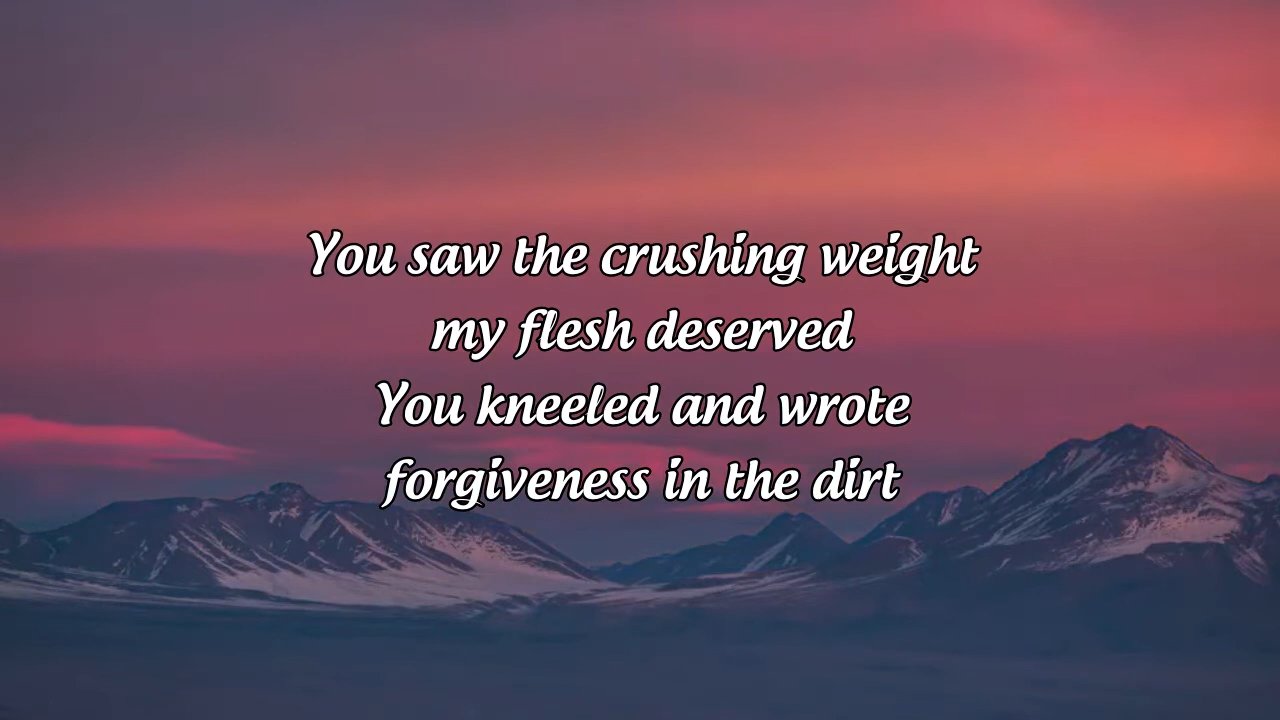 You saw the crushing weight
my flesh deserved
You kneeled and wrote
forgiveness in the dirt